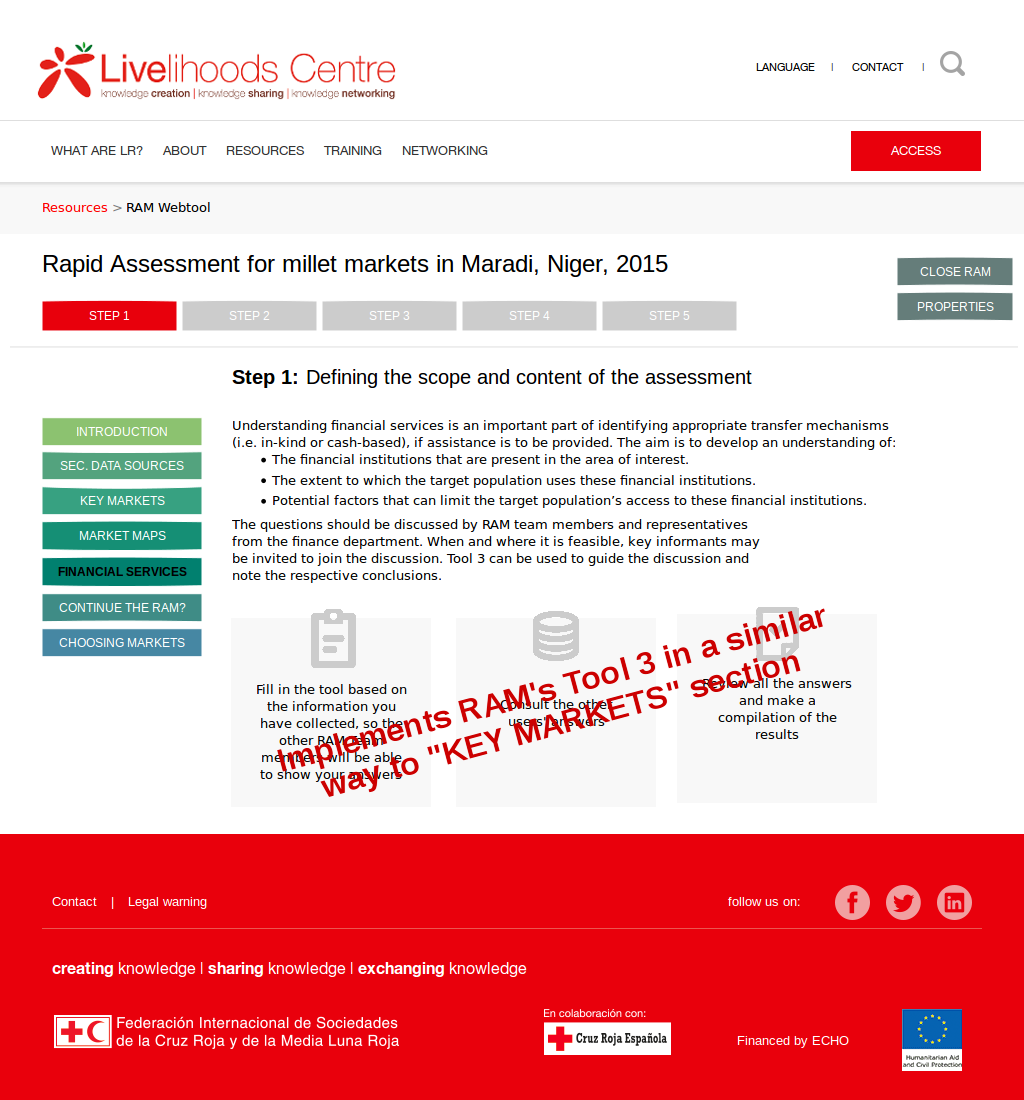 Livelihoods Centre
knowledge creation | knowledge sharing | knowledge networking
LANGUAGE | CONTACT |
WHAT ARE LR? ABOUT RESOURCES TRAINING NETWORKING ACCESS
Resources > RAM Webtool
Rapid Assessment for millet markets in Maradi, Niger, 2015
CLOSE RAM
PROPERTIES
STEP 1 STEP 2 STEP 3 STEP 4 STEP 5
Step 1: Defining the scope and content of the assessment
INTRODUCTION
SEC. DATA SOURCES
KEY MARKETS
MARKET MAPS
FINANCIAL SERVICES
CONTINUE THE RAM?
CHOOSING MARKETS
Understanding financial services is an important part of identifying appropriate transfer mechanisms
(i.e. in-kind or cash-based), if assistance is to be provided. The aim is to develop an understanding of:
• The financial institutions that are present in the area of interest.
• The extent to which the target population uses these financial institutions.
• Potential factors that can limit the target population’s access to these financial institutions.
The questions should be discussed by RAM team members and representatives
from the finance department. When and where it is feasible, key informants may
be invited to join the discussion. Tool 3 can be used to guide the discussion and
note the respective conclusions.
Fill in the tool based on
the information you
have collected, so the
other RAM team
members will be able
to show your answers
Consult the other
users' answers
Review all the answers
and make a
compilation of the
results
Implements RAM's Tool 3 in a similar
way to "KEY MARKETS" section
Contact | Legal warning
follow us on:
creating knowledge | sharing knowledge | exchanging knowledge
Federación Internacional de Sociedades
de la Cruz Roja y de la Media Luna Roja
En colaboración con:
Cruz Roja Española
Financed by ECHO
Humanitarian Aid
and Civil Protection